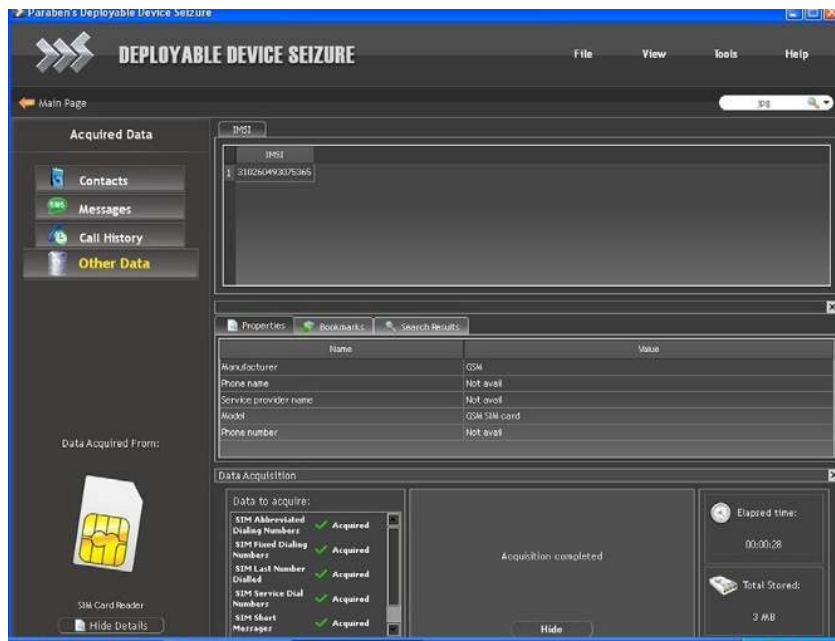 Paraben's Deployable Device Seizure
DEPLOYABLE DEVICE SEIZURE
File View Tools Help
Main Page
jpg
Acquired Data
Contacts
Messages
Call History
Other Data
IMSI
IMSI
1 310260493075365
Properties Bookmarks Search Results
Name Value
Manufacturer GSM
Phone name Not avail
Service provider name Not avail
Model GSM SIM card
Phone number Not avail
Data Acquired From:
SIM Card Reader
Hide Details
Data Acquisition
Data to acquire:
SIM Abbreviated
Dialing Numbers Acquired
SIM Fixed Dialing
Numbers Acquired
SIM Last Number
Dialled Acquired
SIM Service Dial
Numbers Acquired
SIM Short
Messages Acquired
Acquisition completed
Hide
Elapsed time:
00:00:28
Total Stored:
3 MB